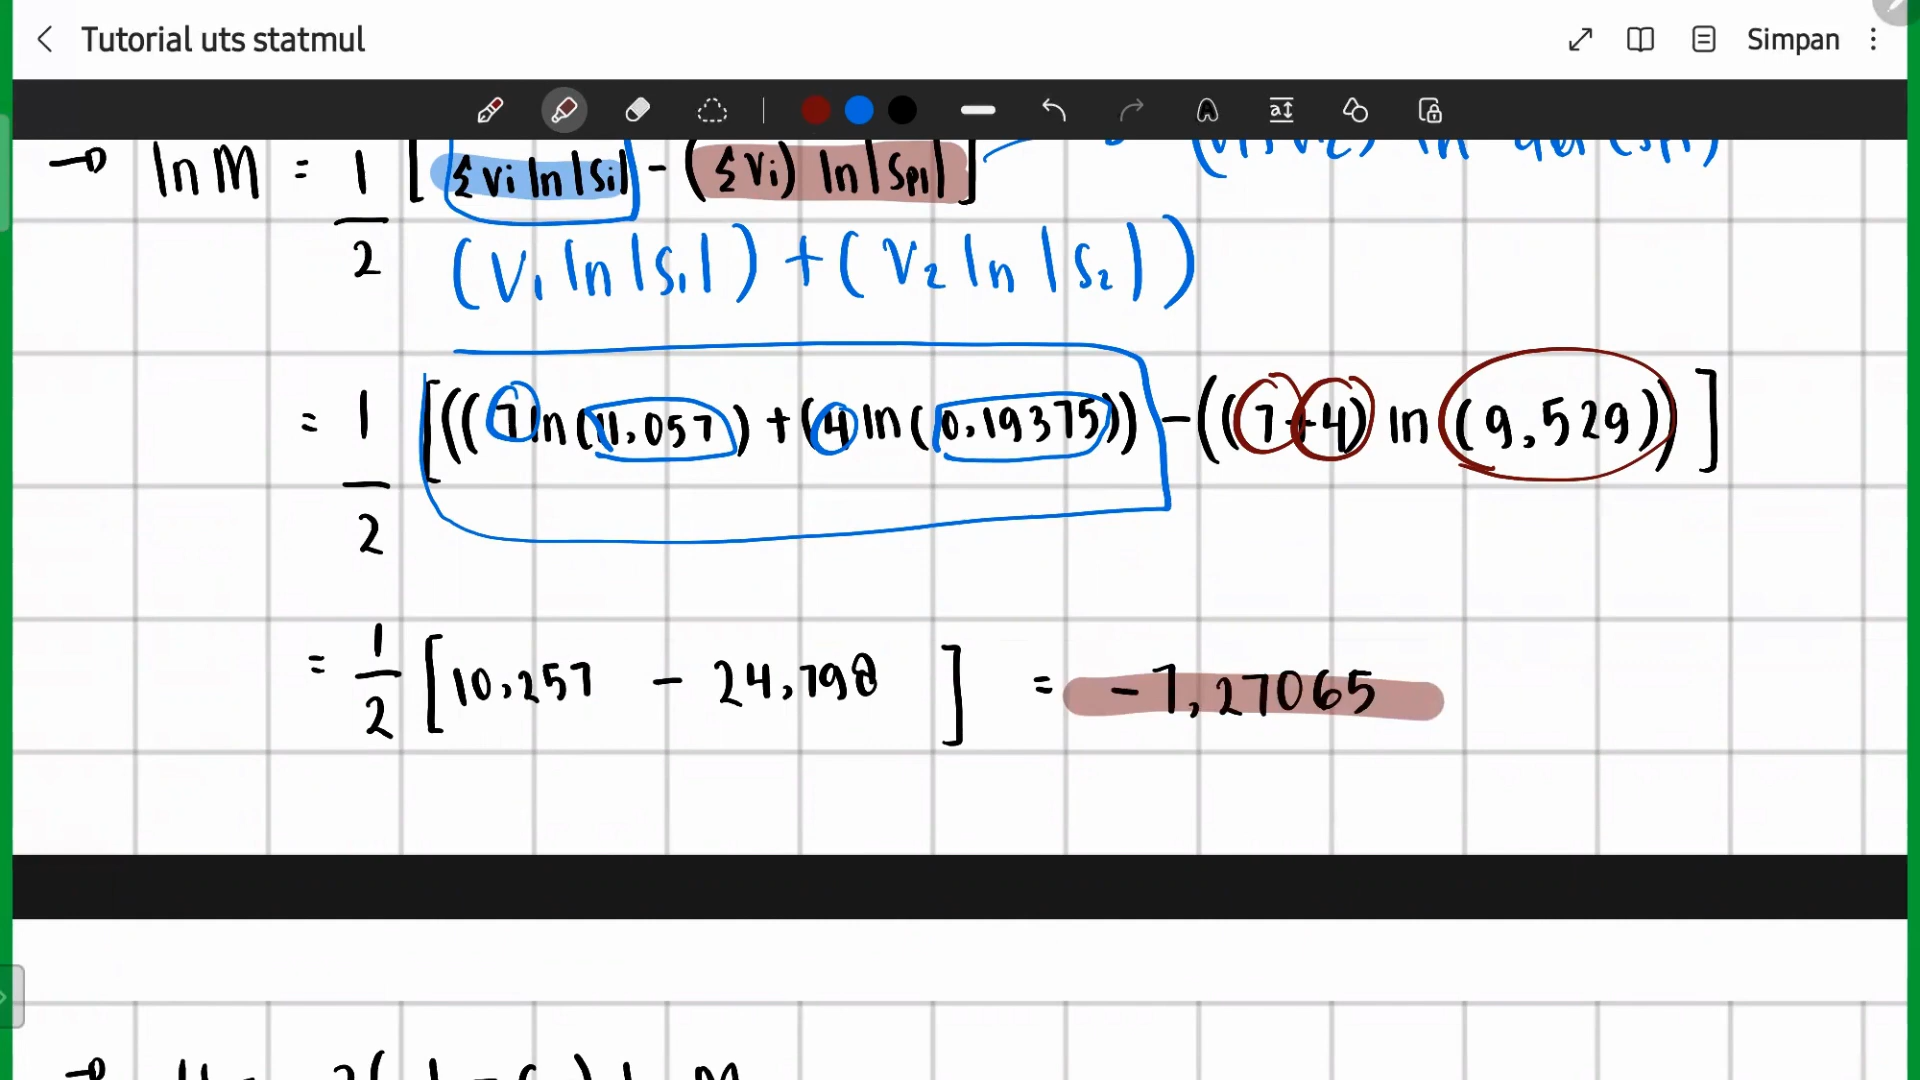 Tutorial uts statmul
Simpan
ln M = 1/2 [ Σvi ln |Si| - (Σvi) ln |Spl| ]
(V₁ ln |S₁|) + (V₂ ln |S₂|)
= 1/2 [((7 ln (11,057) + (4 ln (0,19375)) - ((7+4) ln (9,529))]
= 1/2 [10,257 - 24,798] = -7,27065